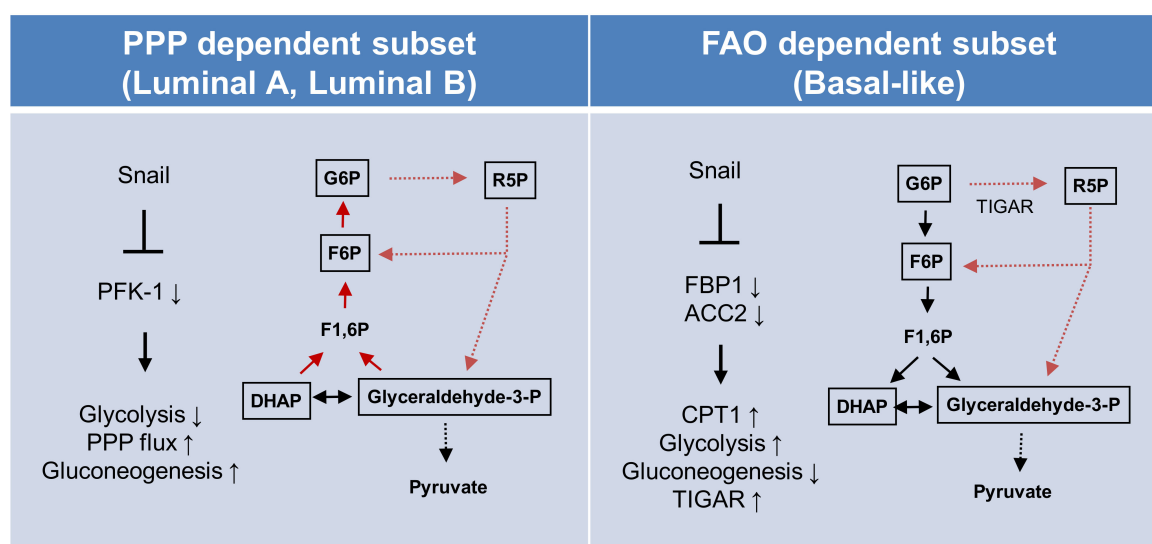 PPP dependent subset
(Luminal A, Luminal B)
FAO dependent subset
(Basal-like)
Snail
PFK-1 ↓
Glycolysis ↓
PPP flux ↑
Gluconeogenesis ↑
G6P
R5P
F6P
F1,6P
DHAP
Glyceraldehyde-3-P
Pyruvate
Snail
FBP1 ↓
ACC2 ↓
CPT1 ↑
Glycolysis ↑
Gluconeogenesis ↓
TIGAR ↑
G6P
TIGAR
R5P
F6P
F1,6P
DHAP
Glyceraldehyde-3-P
Pyruvate